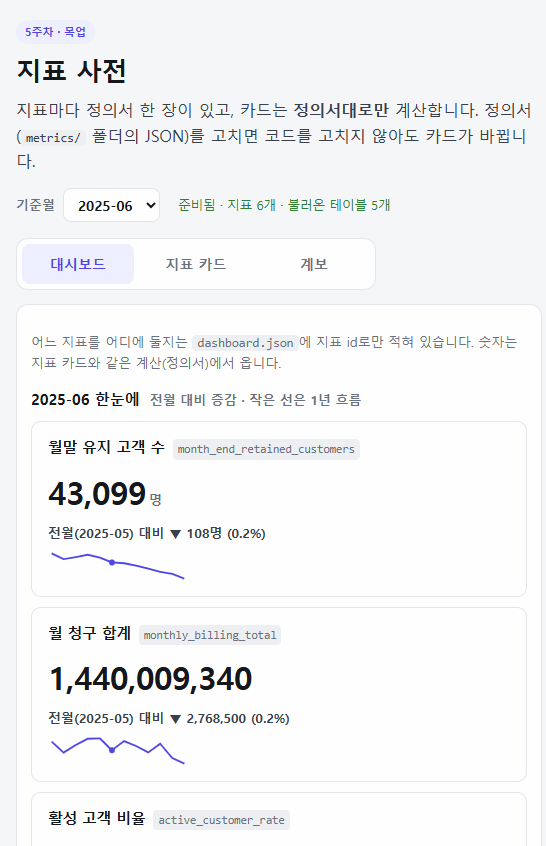 5주차 · 목업
지표 사전
지표마다 정의서 한 장이 있고, 카드는 정의서대로만 계산합니다. 정의서
( metrics/ 폴더의 JSON)를 고치면 코드를 고치지 않아도 카드가 바뀝니
다.
기준월 2025-06 준비됨 · 지표 6개 · 불러온 테이블 5개
대시보드 지표 카드 계보
어느 지표를 어디에 둘지는 dashboard.json에 지표 id로만 적혀 있습니다. 숫자는
지표 카드와 같은 계산(정의서)에서 옵니다.
2025-06 한눈에 전월 대비 증감 · 작은 선은 1년 흐름
월말 유지 고객 수 month_end_retained_customers
43,099 명
전월(2025-05) 대비 ▼ 108명 (0.2%)
월 청구 합계 monthly_billing_total
1,440,009,340
전월(2025-05) 대비 ▼ 2,768,500 (0.2%)
활성 고객 비율 active_customer_rate